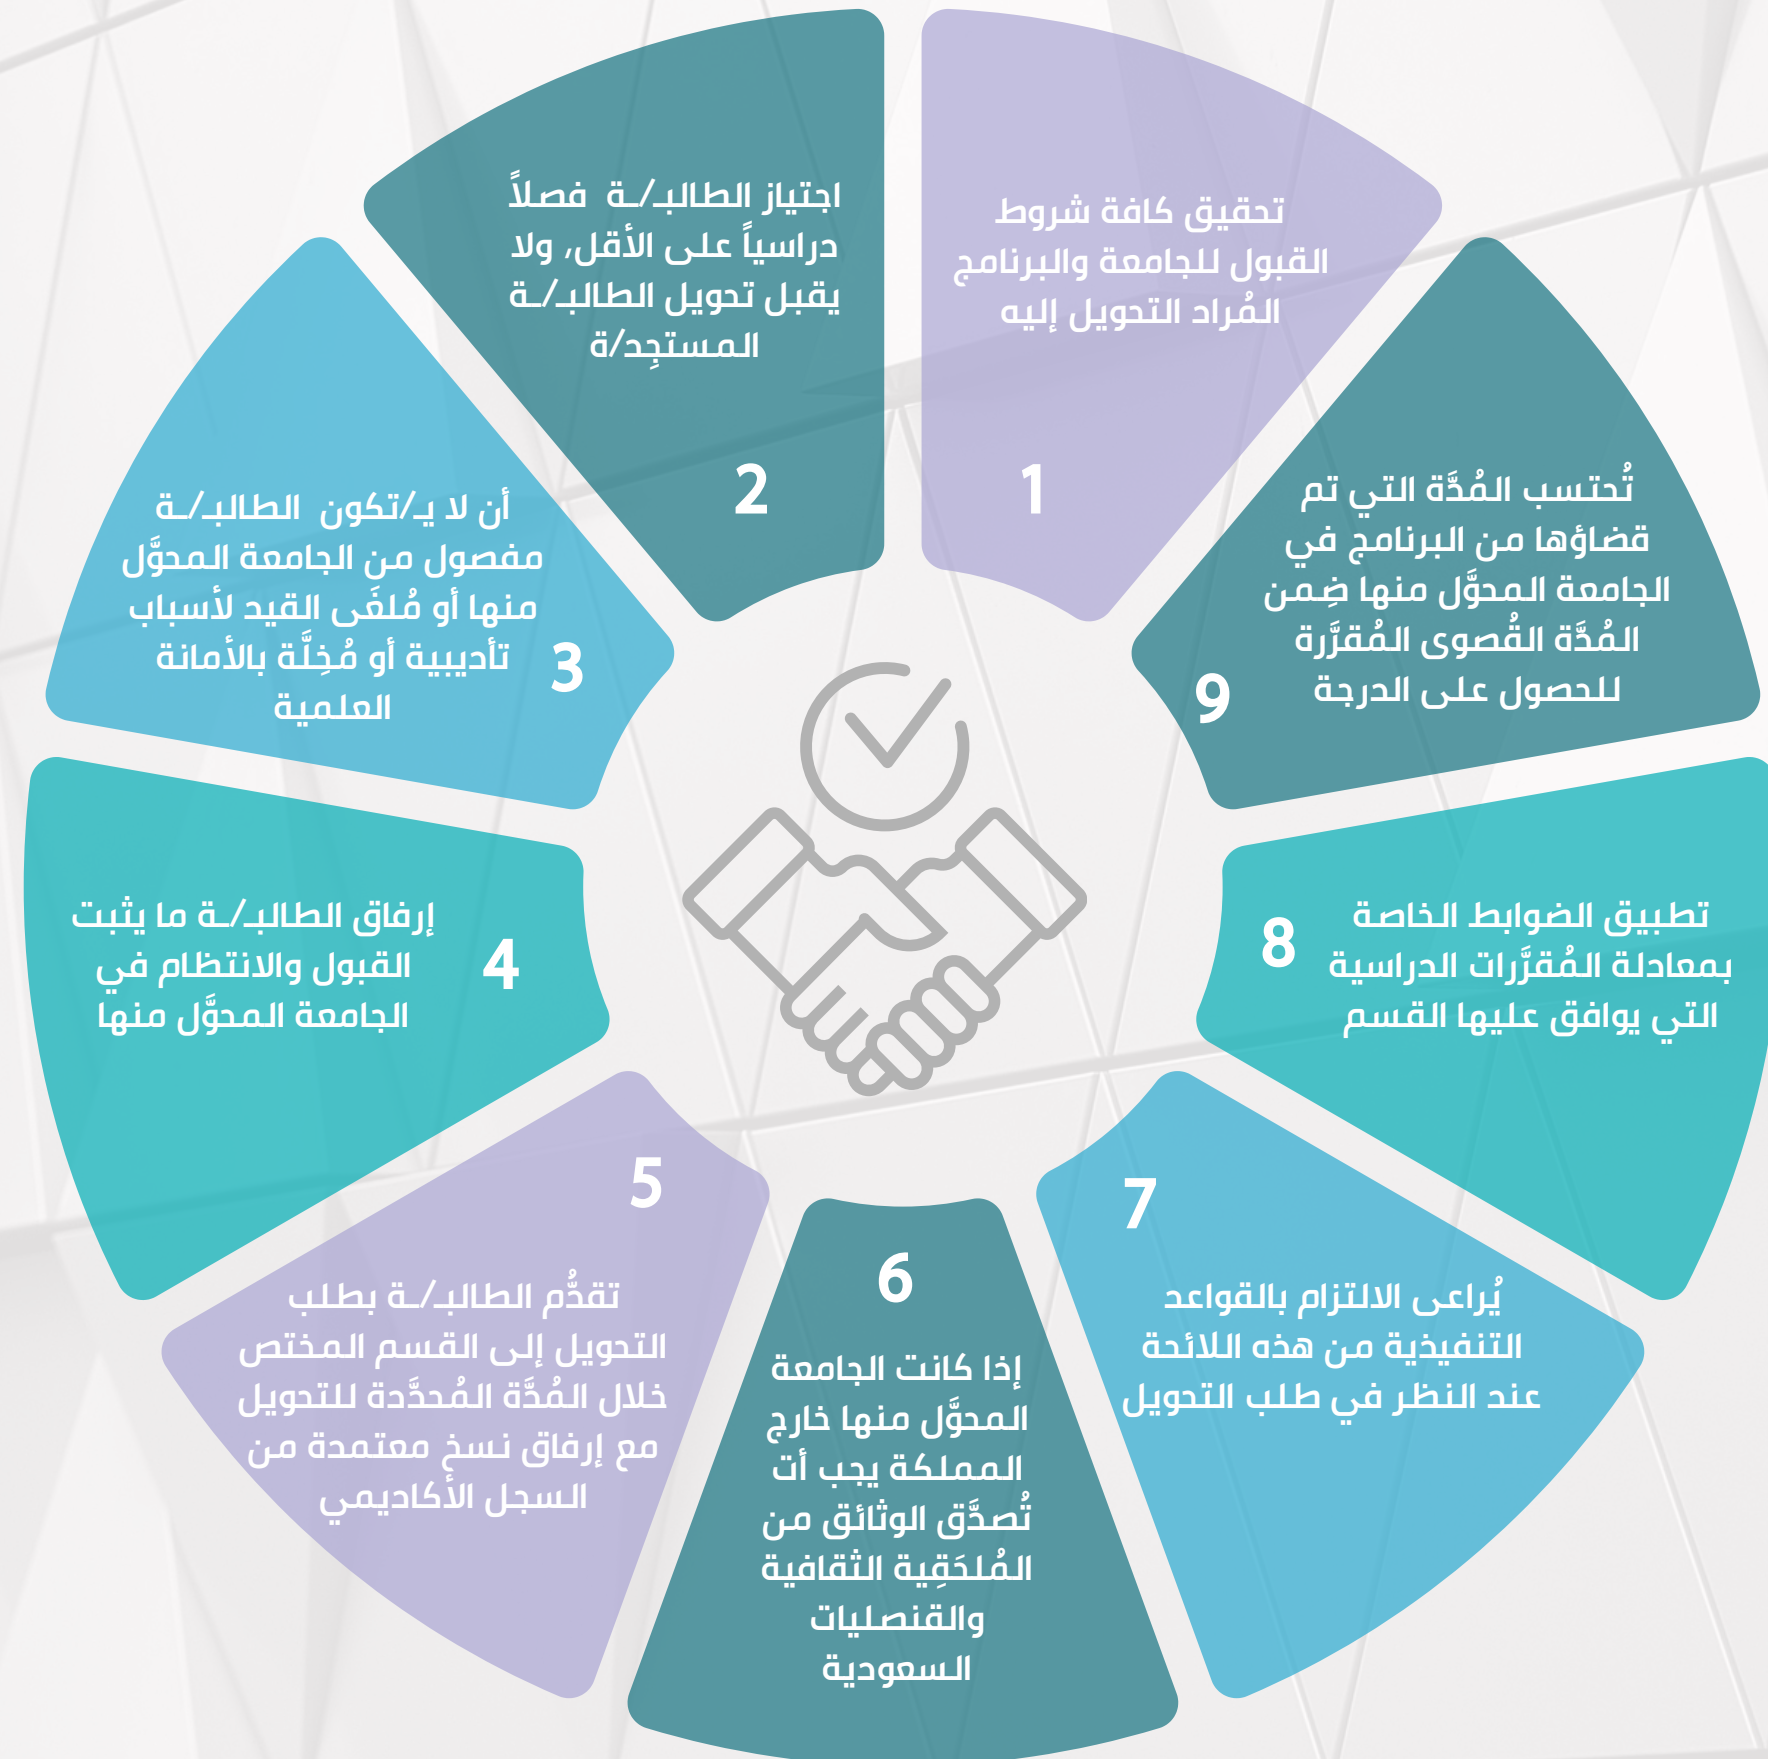 1
تحقيق كافة شروط
القبول للجامعة والبرنامج
المُراد التحويل إليه
2
اجتياز الطالبـ/ـة فصلاً
دراسياً على الأقل، ولا
يقبل تحويل الطالبـ/ـة
المستجِد/ة
3
أن لا يـ/تكون الطالبـ/ـة
مفصول من الجامعة المحوَّل
منها أو مُلغَى القيد لأسباب
تأديبية أو مُخِلَّة بالأمانة
العلمية
4
إرفاق الطالبـ/ـة ما يثبت
القبول والانتظام في
الجامعة المحوَّل منها
5
تقدُّم الطالبـ/ـة بطلب
التحويل إلى القسم المختص
خلال المُدَّة المُحدَّدة للتحويل
مع إرفاق نسخ معتمدة من
السجل الأكاديمي
6
إذا كانت الجامعة
المحوَّل منها خارج
المملكة يجب أت
تُصدَّق الوثائق من
المُلحَقِية الثقافية
والقنصليات
السعودية
7
يُراعى الالتزام بالقواعد
التنفيذية من هذه اللائحة
عند النظر في طلب التحويل
8
تطبيق الضوابط الخاصة
بمعادلة المُقرَّرات الدراسية
التي يوافق عليها القسم
9
تُحتسب المُدَّة التي تم
قضاؤها من البرنامج في
الجامعة المحوَّل منها ضِمن
المُدَّة القُصوى المُقرَّرة
للحصول على الدرجة